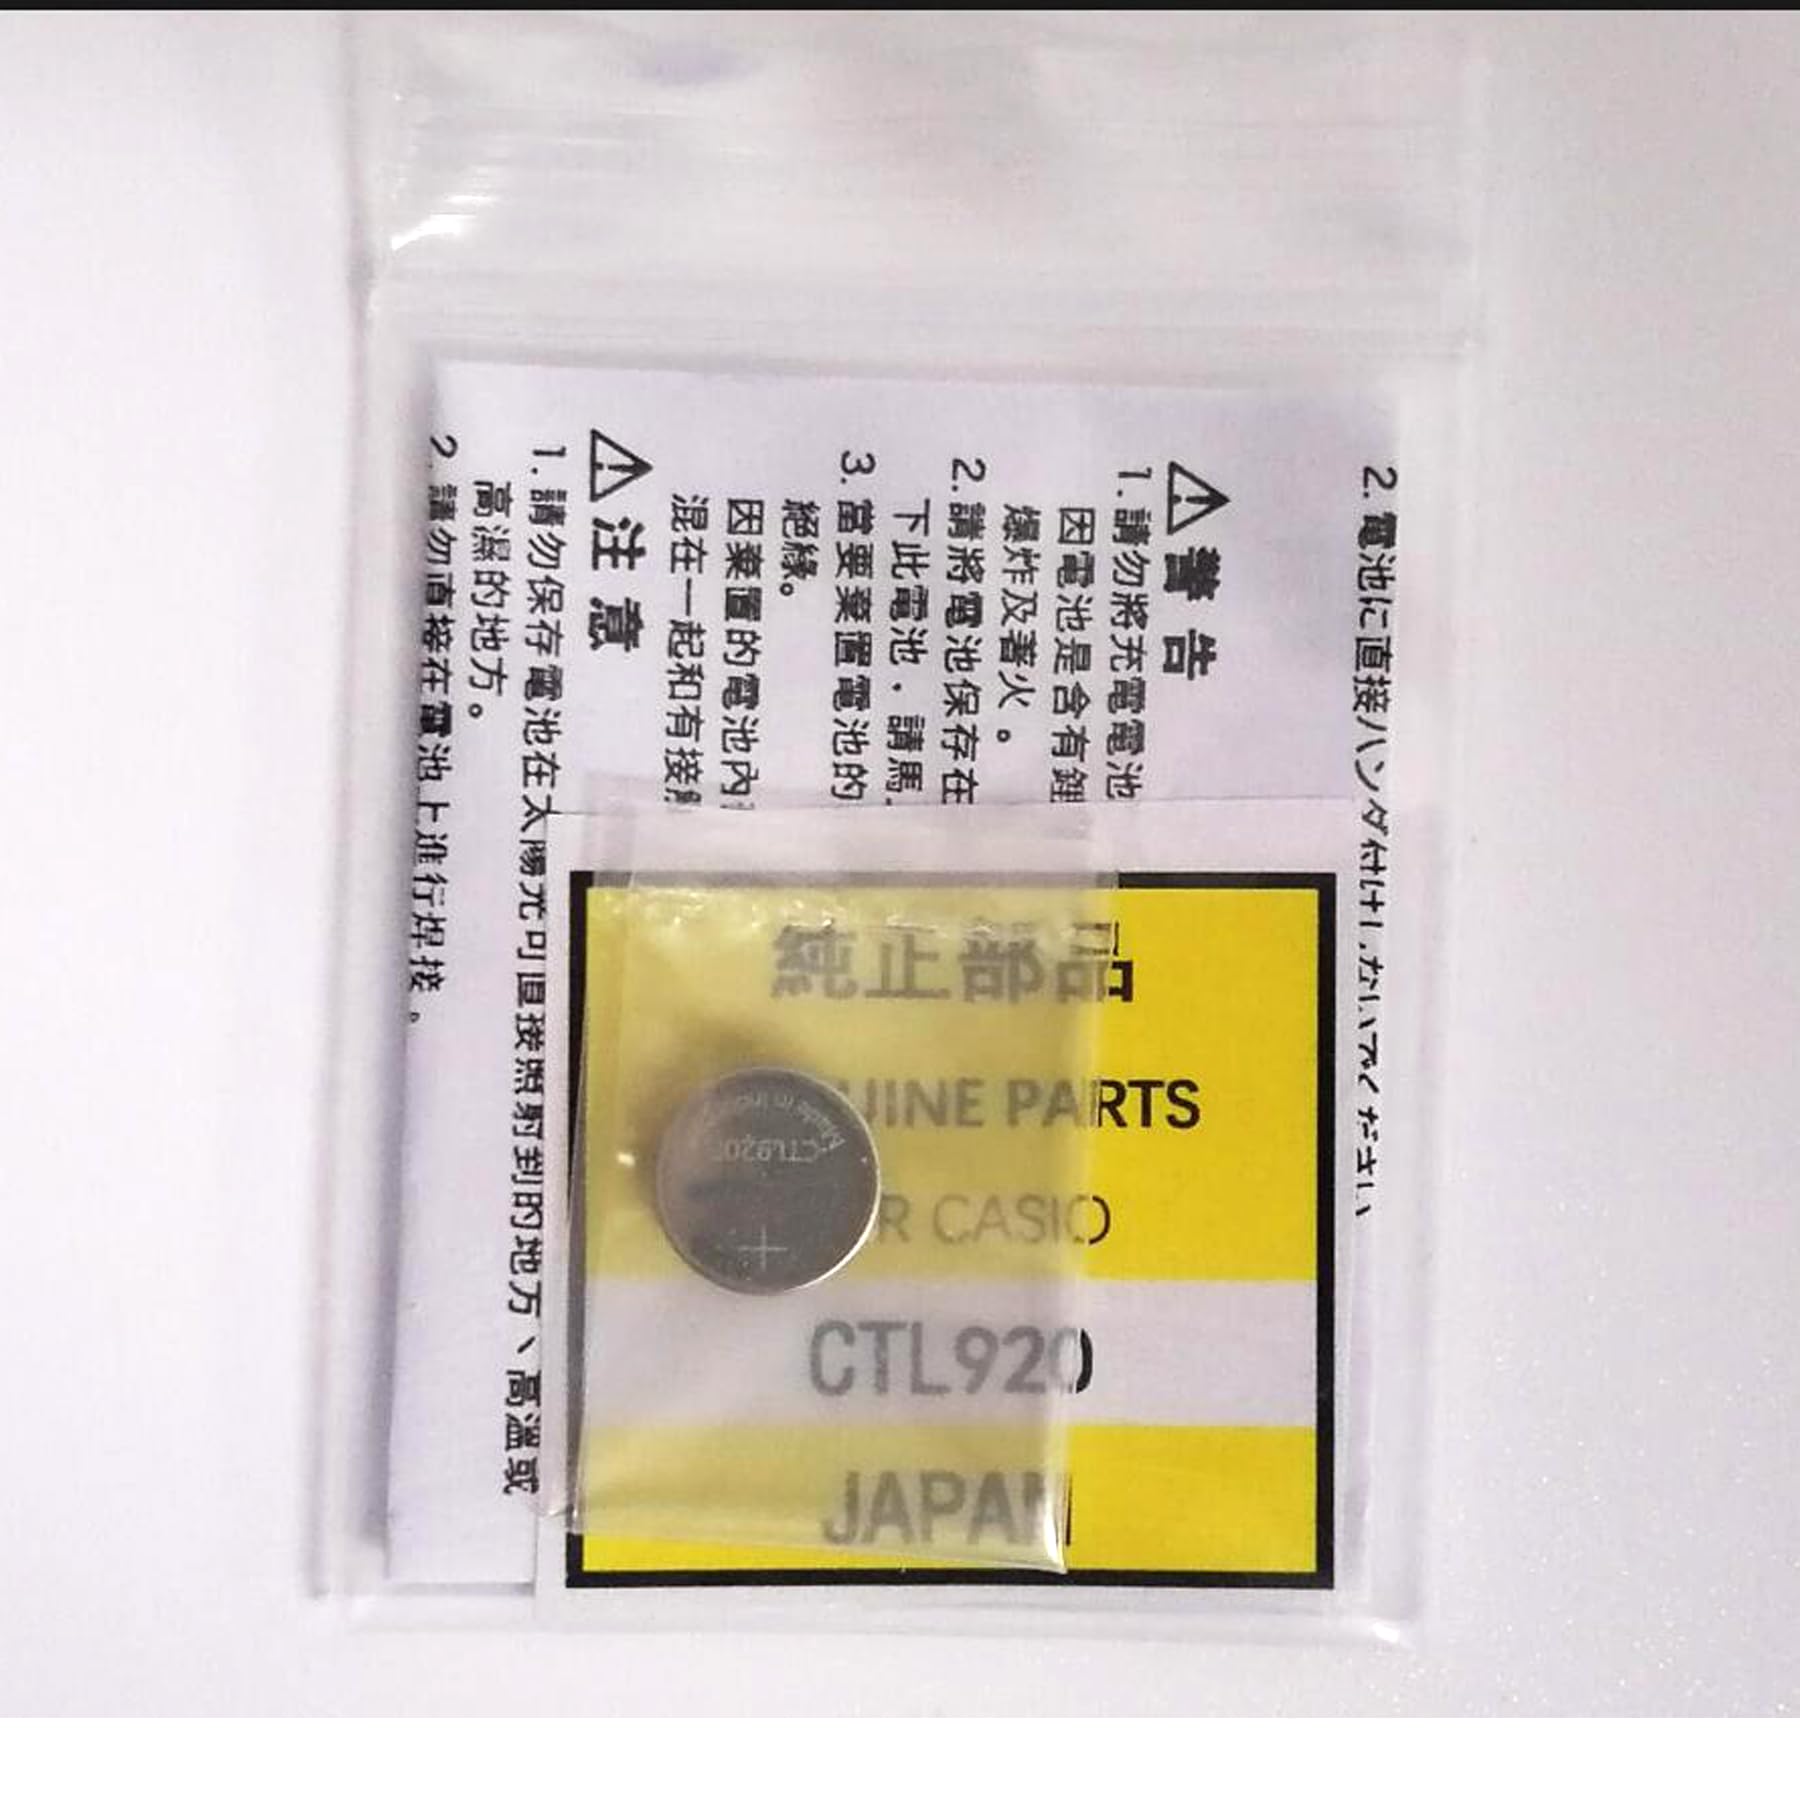 2. 電池に直接ハンダ付けしないでください
⚠警告
1. 請勿將充電電池
因電池是含有鋰
爆炸及著火。
2. 請將電池保存在
下此電池,請馬
3. 當要棄置電池的
絕緣。
因棄置的電池內
混在一起和有接
⚠注意
1. 請勿保存電池在太陽光可直接照射到的地方、高溫或
高濕的地方。
2. 請勿直接在電池上進行焊接。
純正部品
UINE PARTS
R CASIO
CTL920
JAPAN
Made in
CTL920
+